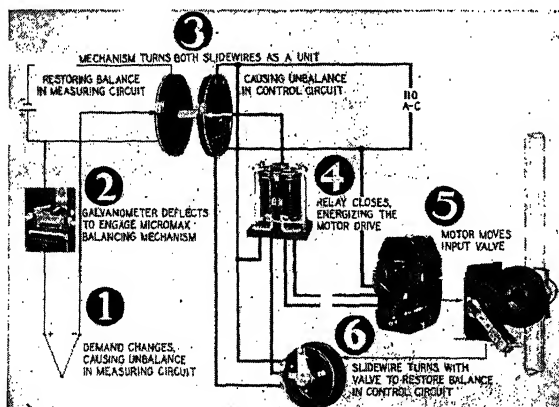 3
MECHANISM TURNS BOTH SLIDEWIRES AS A UNIT
RESTORING BALANCE
IN MEASURING CIRCUIT
CAUSING UNBALANCE
IN CONTROL CIRCUIT
110
A-C
2
GALVANOMETER DEFLECTS
TO ENGAGE MICROMAX
BALANCING MECHANISM
4
RELAY CLOSES,
ENERGIZING THE
MOTOR DRIVE
5
MOTOR MOVES
INPUT VALVE
1
DEMAND CHANGES,
CAUSING UNBALANCE
IN MEASURING CIRCUIT
6
SLIDEWIRE TURNS WITH
VALVE TO RESTORE BALANCE
IN CONTROL CIRCUIT